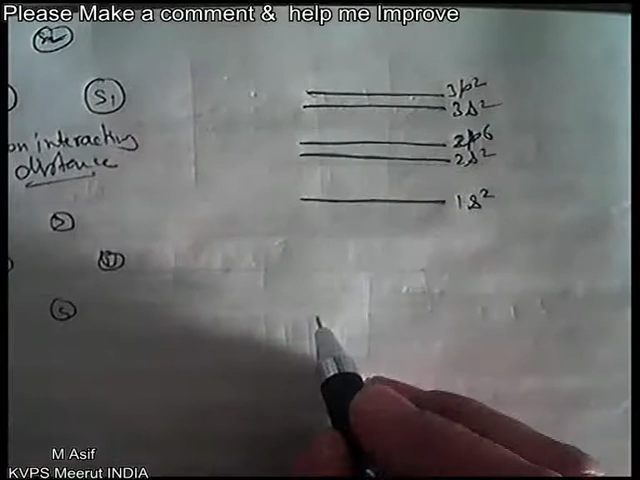 Please Make a comment & help me Improve
Si
on interacting
distance
3p²
3s²
2p6
2s²
1s²
M Asif
KVPS Meerut INDIA